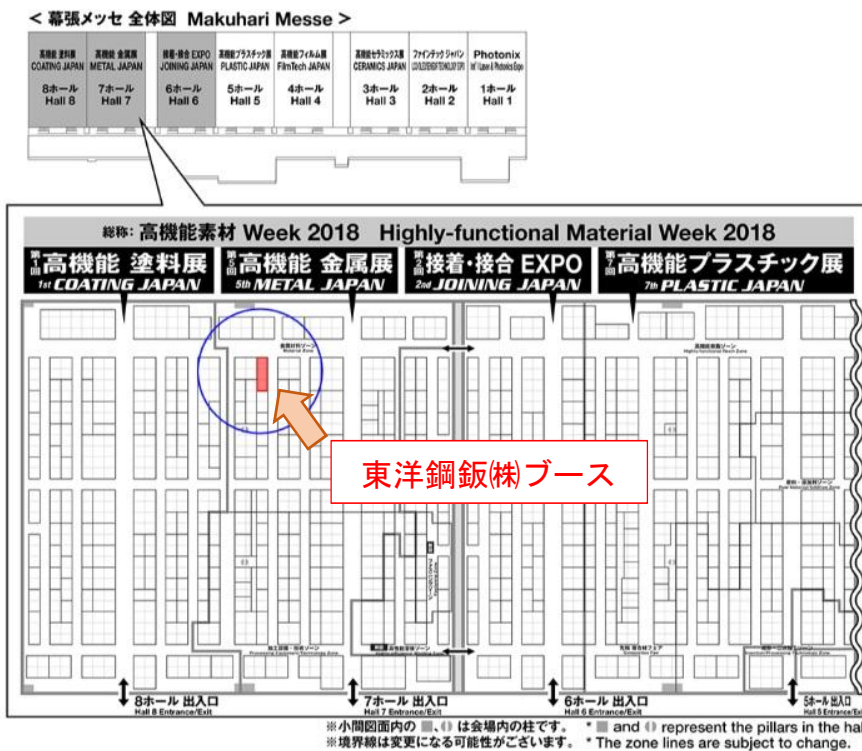 < 幕張メッセ 全体図 Makuhari Messe >
高機能 塗料展 COATING JAPAN 8ホール Hall 8
高機能 金属展 METAL JAPAN 7ホール Hall 7
接着・接合 EXPO JOINING JAPAN 6ホール Hall 6
高機能プラスチック展 PLASTIC JAPAN 5ホール Hall 5
高機能フィルム展 FilmTech JAPAN 4ホール Hall 4
高機能セラミックス展 CERAMICS JAPAN 3ホール Hall 3
ファインテック ジャパン 2ホール Hall 2
Photonix 1ホール Hall 1
総称: 高機能素材 Week 2018 Highly-functional Material Week 2018
第1回 高機能 塗料展
1st COATING JAPAN
第5回 高機能 金属展
5th METAL JAPAN
第2回 接着・接合 EXPO
2nd JOINING JAPAN
第7回 高機能プラスチック展
7th PLASTIC JAPAN
Material Zone
高機能樹脂ゾーン
Highly-functional Resin Zone
東洋鋼鈑㈱ブース
8ホール 出入口
Hall 8 Entrance/Exit
7ホール 出入口
Hall 7 Entrance/Exit
6ホール 出入口
Hall 6 Entrance/Exit
5ホール 出入口
Hall 5 Entrance/Exit
※小間図面内の ■、() は会場内の柱です。 * ■ and () represent the pillars in the hal
※境界線は変更になる可能性がございます。 * The zone lines are subject to change.